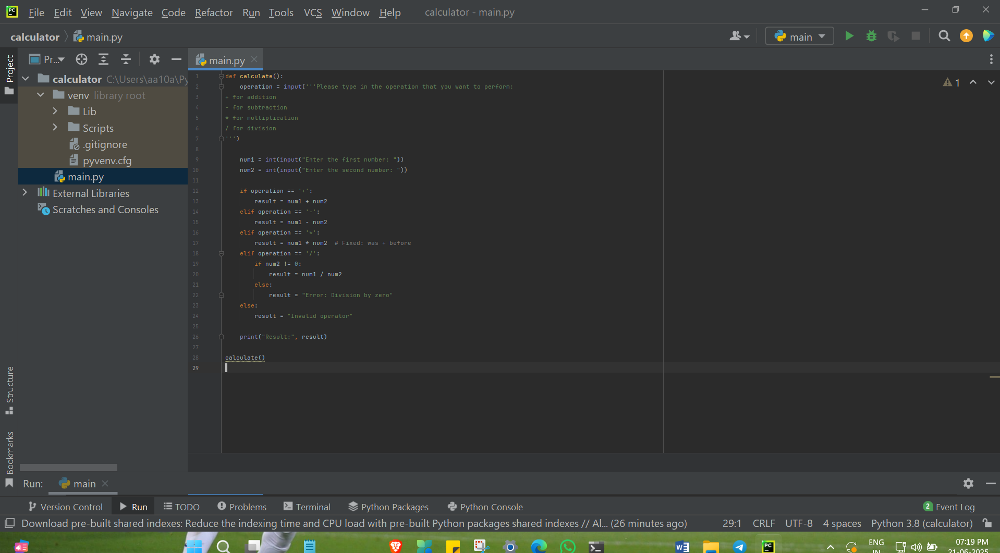 PC File Edit View Navigate Code Refactor Run Tools VCS Window Help calculator - main.py
calculator main.py
main
Project
Pr...
main.py
calculator C:\Users\aa10a\Py
venv library root
Lib
Scripts
.gitignore
pyvenv.cfg
main.py
External Libraries
Scratches and Consoles
1 def calculate():
2 operation = input('''Please type in the operation that you want to perform:
3 + for addition
4 - for subtraction
5 * for multiplication
6 / for division
7 ''')
8
9 num1 = int(input("Enter the first number: "))
10 num2 = int(input("Enter the second number: "))
11
12 if operation == '+':
13 result = num1 + num2
14 elif operation == '-':
15 result = num1 - num2
16 elif operation == '*':
17 result = num1 * num2 # Fixed: was + before
18 elif operation == '/':
19 if num2 != 0:
20 result = num1 / num2
21 else:
22 result = "Error: Division by zero"
23 else:
24 result = "Invalid operator"
25
26 print("Result:", result)
27
28 calculate()
29
1
Structure
Bookmarks
Run: main
Version Control Run TODO Problems Terminal Python Packages Python Console 2 Event Log
Download pre-built shared indexes: Reduce the indexing time and CPU load with pre-built Python packages shared indexes // Al... (26 minutes ago) 29:1 CRLF UTF-8 4 spaces Python 3.8 (calculator)
W PC ENG 07:19 PM
IN 21-06-2025